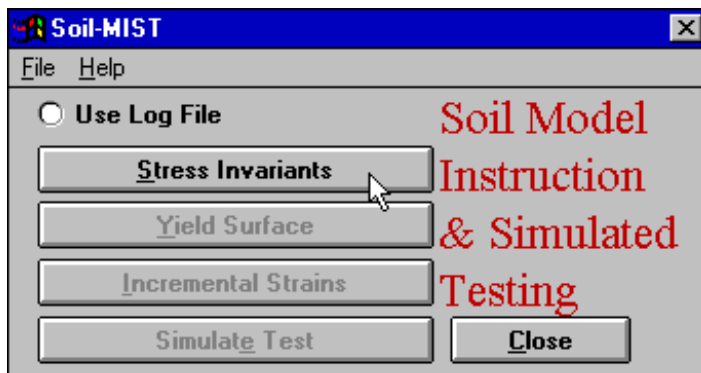 Soil-MIST
File Help
Use Log File
Soil Model
Stress Invariants
Instruction
Yield Surface
& Simulated
Incremental Strains
Testing
Simulate Test
Close